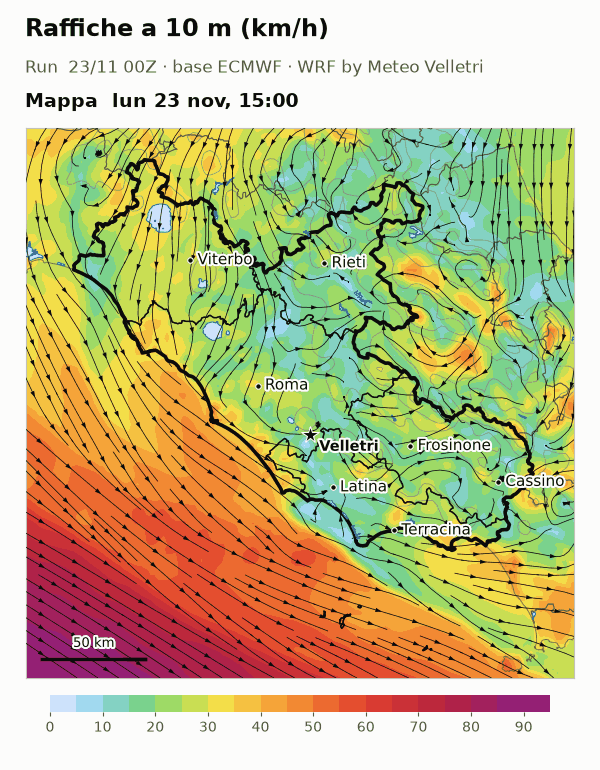 Raffiche a 10 m (km/h)
Run  23/11 00Z · base ECMWF · WRF by Meteo Velletri
Mappa  lun 23 nov, 15:00
Viterbo
Rieti
Roma
Velletri
Frosinone
Cassino
Latina
Terracina
50 km
0 10 20 30 40 50 60 70 80 90